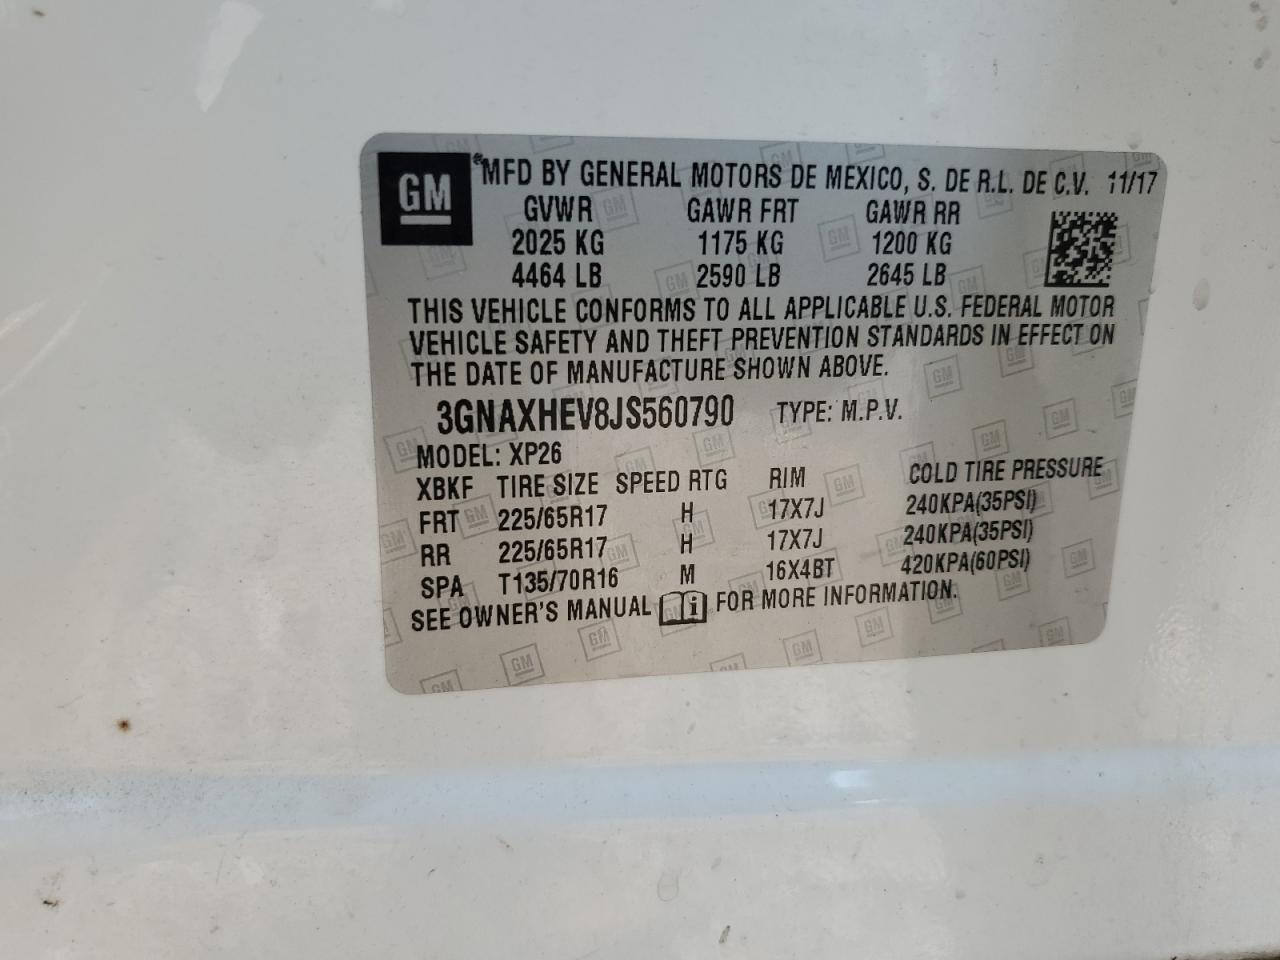 GM MFD BY GENERAL MOTORS DE MEXICO, S. DE R.L. DE C.V. 11/17
GVWR GAWR FRT GAWR RR
2025 KG 1175 KG 1200 KG
4464 LB 2590 LB 2645 LB
THIS VEHICLE CONFORMS TO ALL APPLICABLE U.S. FEDERAL MOTOR
VEHICLE SAFETY AND THEFT PREVENTION STANDARDS IN EFFECT ON
THE DATE OF MANUFACTURE SHOWN ABOVE.
3GNAXHEV8JS560790 TYPE: M.P.V.
MODEL: XP26
XBKF TIRE SIZE SPEED RTG RIM COLD TIRE PRESSURE
FRT 225/65R17 H 17X7J 240KPA(35PSI)
RR 225/65R17 H 17X7J 240KPA(35PSI)
SPA T135/70R16 M 16X4BT 420KPA(60PSI)
SEE OWNER'S MANUAL i FOR MORE INFORMATION.